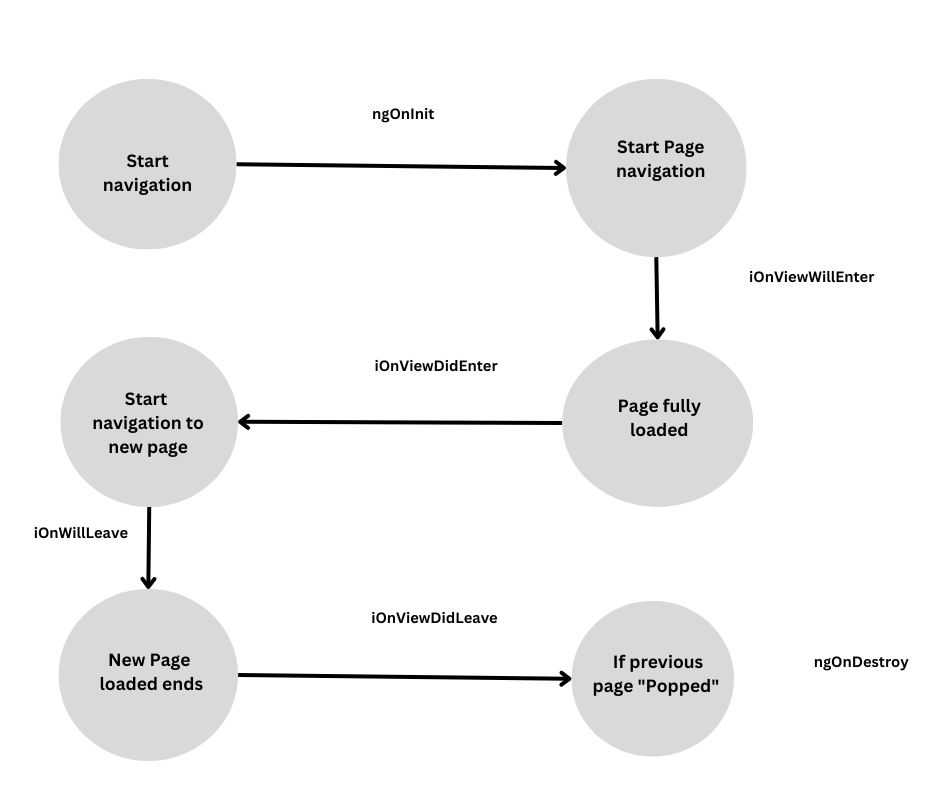 ngOnInit
Start
navigation
Start Page
navigation
iOnViewWillEnter
iOnViewDidEnter
Page fully
loaded
Start
navigation to
new page
iOnWillLeave
iOnViewDidLeave
New Page
loaded ends
If previous
page "Popped"
ngOnDestroy